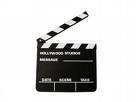 HOLLYWOOD STUDIOS
MESSAGE
DATE SCENE TAKE